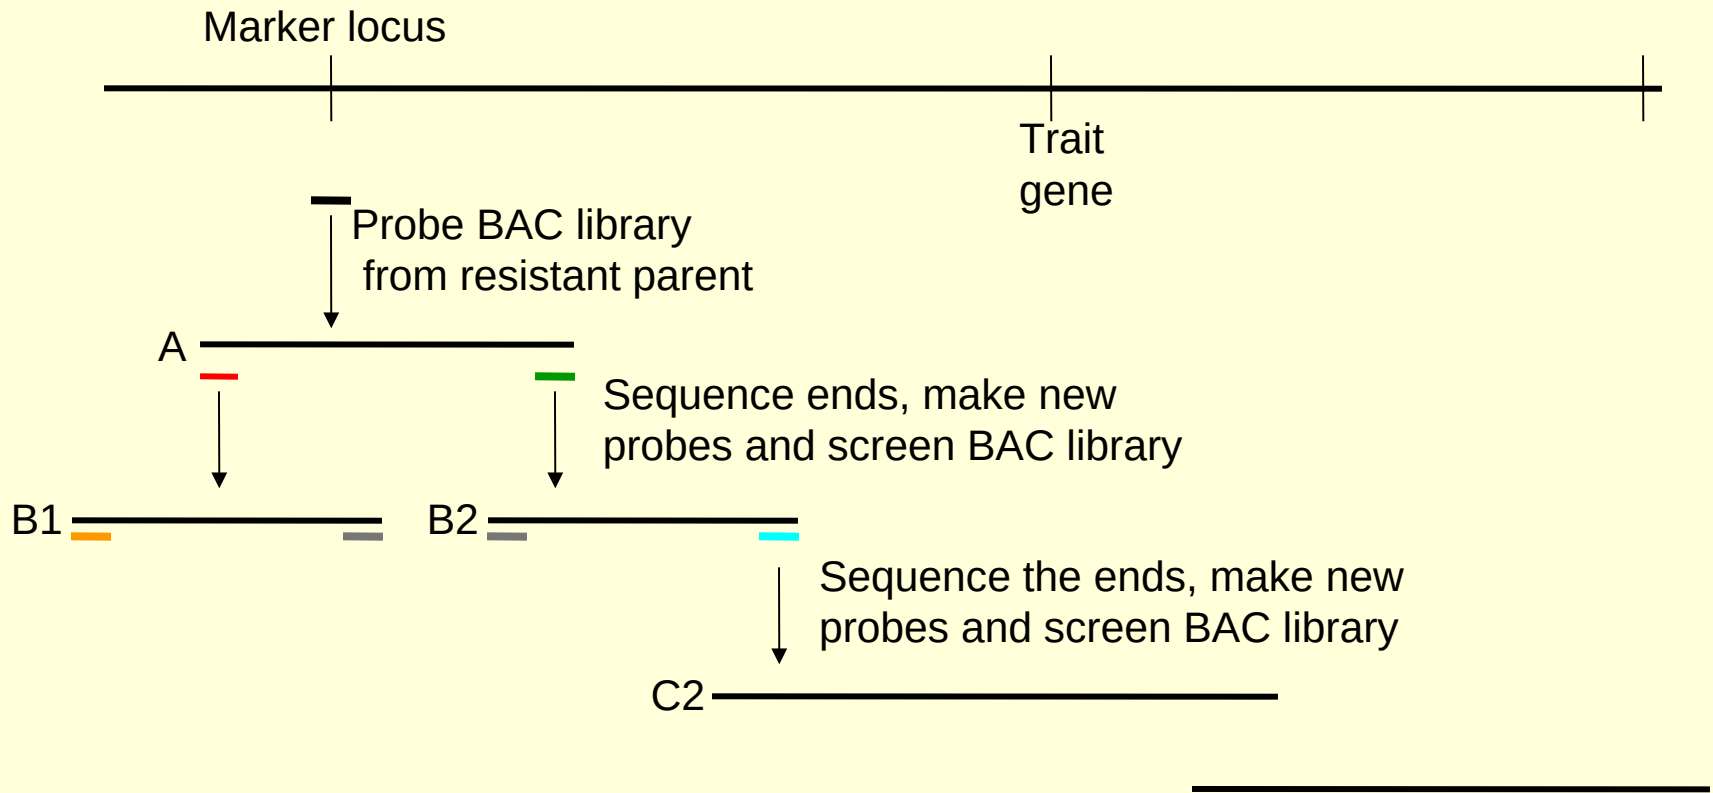 Marker locus
Trait
gene
Probe BAC library
from resistant parent
A
Sequence ends, make new
probes and screen BAC library
B1
B2
Sequence the ends, make new
probes and screen BAC library
C2